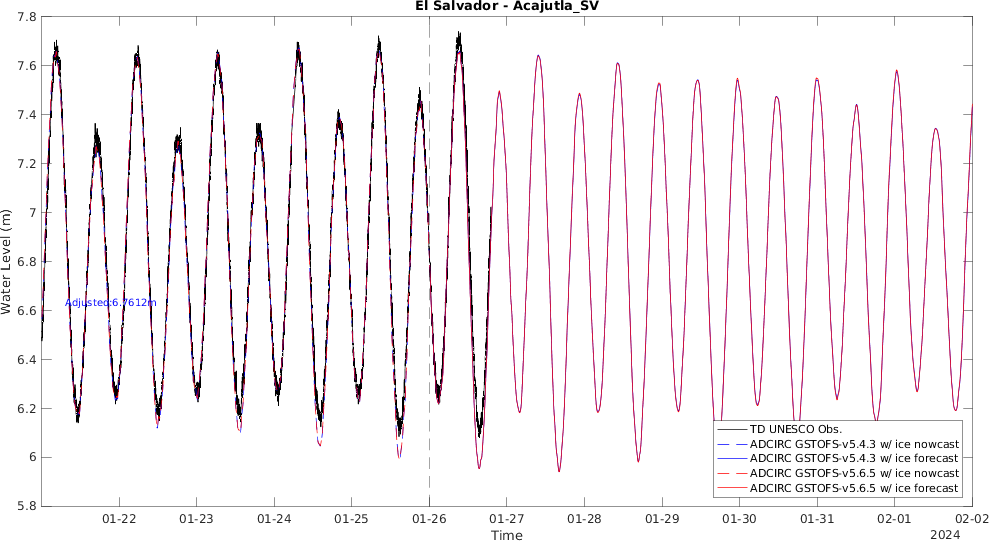 El Salvador - Acajutla_SV
7.8
7.6
7.4
7.2
7
6.8
6.6
6.4
6.2
6
5.8
Water Level (m)
Adjusted:6.7612m
TD UNESCO Obs.
ADCIRC GSTOFS-v5.4.3 w/ ice nowcast
ADCIRC GSTOFS-v5.4.3 w/ ice forecast
ADCIRC GSTOFS-v5.6.5 w/ ice nowcast
ADCIRC GSTOFS-v5.6.5 w/ ice forecast
01-22 01-23 01-24 01-25 01-26 01-27 01-28 01-29 01-30 01-31 02-01 02-02
Time
2024